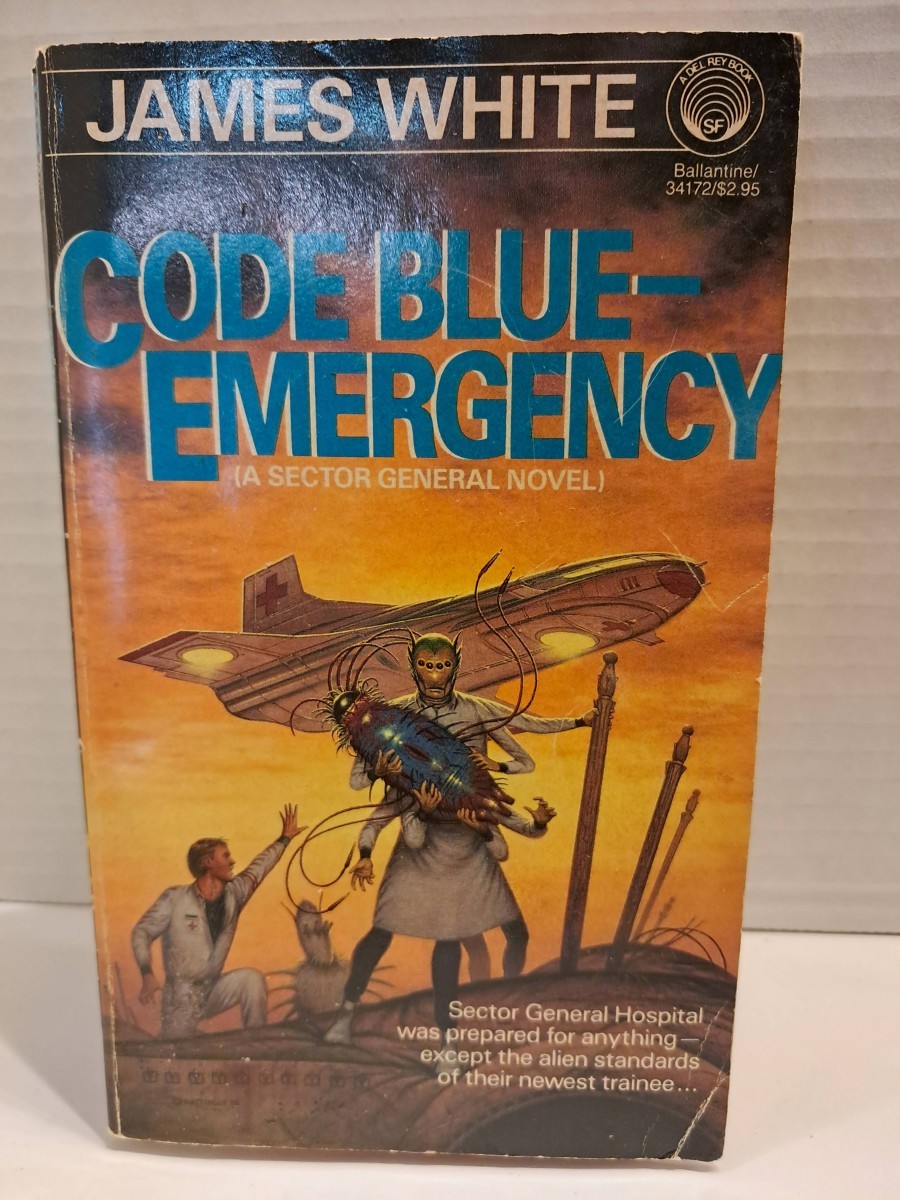 JAMES WHITE
A DEL REY BOOK
SF
Ballantine/
34172/$2.95
CODE BLUE—
EMERGENCY
(A SECTOR GENERAL NOVEL)
Sector General Hospital
was prepared for anything—
except the alien standards
of their newest trainee...